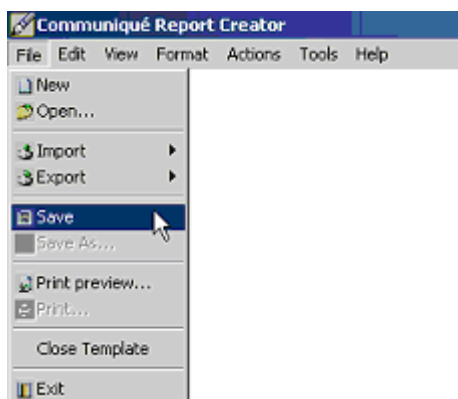 Communiqué Report Creator
File Edit View Format Actions Tools Help
New
Open...
Import
Export
Save
Save As...
Print preview...
Print...
Close Template
Exit